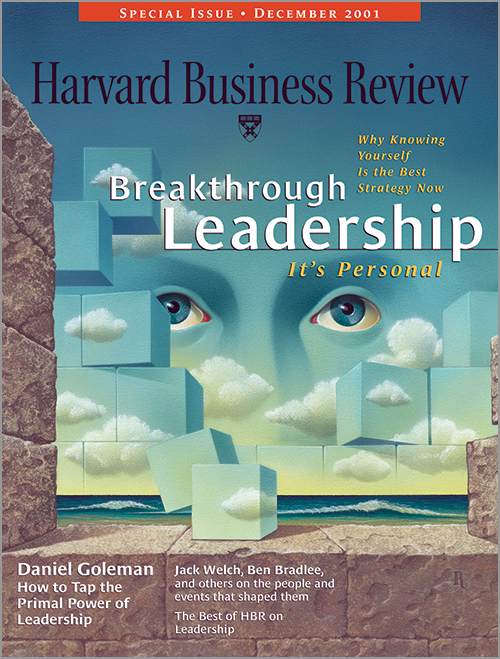 SPECIAL ISSUE • DECEMBER 2001
Harvard Business Review
Why Knowing
Yourself
Is the Best
Strategy Now
Breakthrough
Leadership
It's Personal
Daniel Goleman
How to Tap the
Primal Power of
Leadership
Jack Welch, Ben Bradlee,
and others on the people and
events that shaped them
The Best of HBR on
Leadership